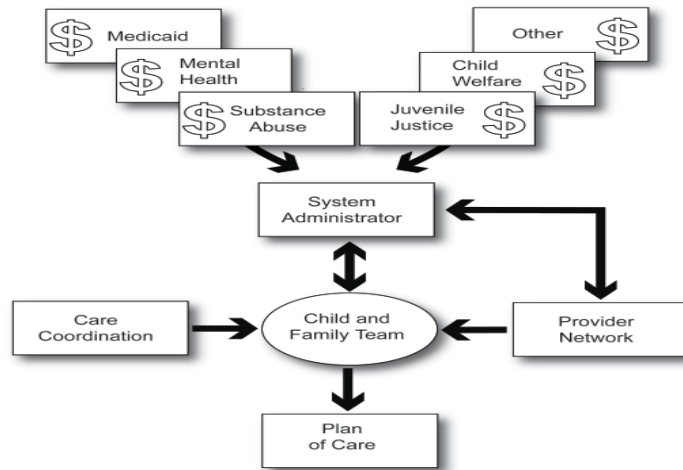 $ Medicaid
Other $
$ Mental
Health
Child
Welfare $
$ Substance
Abuse
Juvenile
Justice $
System
Administrator
Care
Coordination
Child and
Family Team
Provider
Network
Plan
of Care